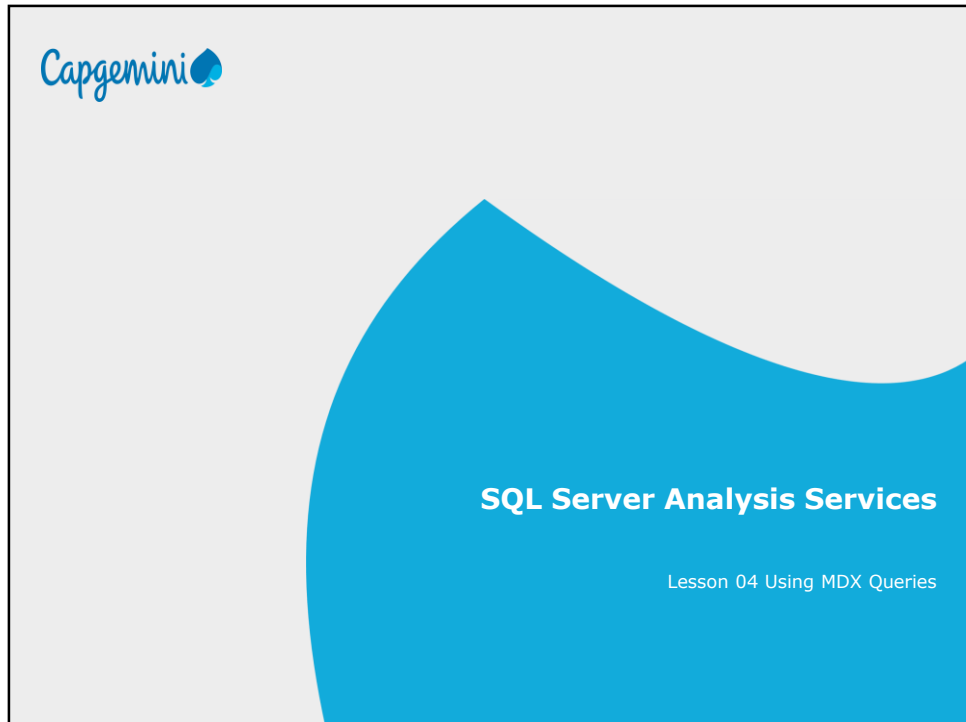 Capgemini
SQL Server Analysis Services
Lesson 04 Using MDX Queries